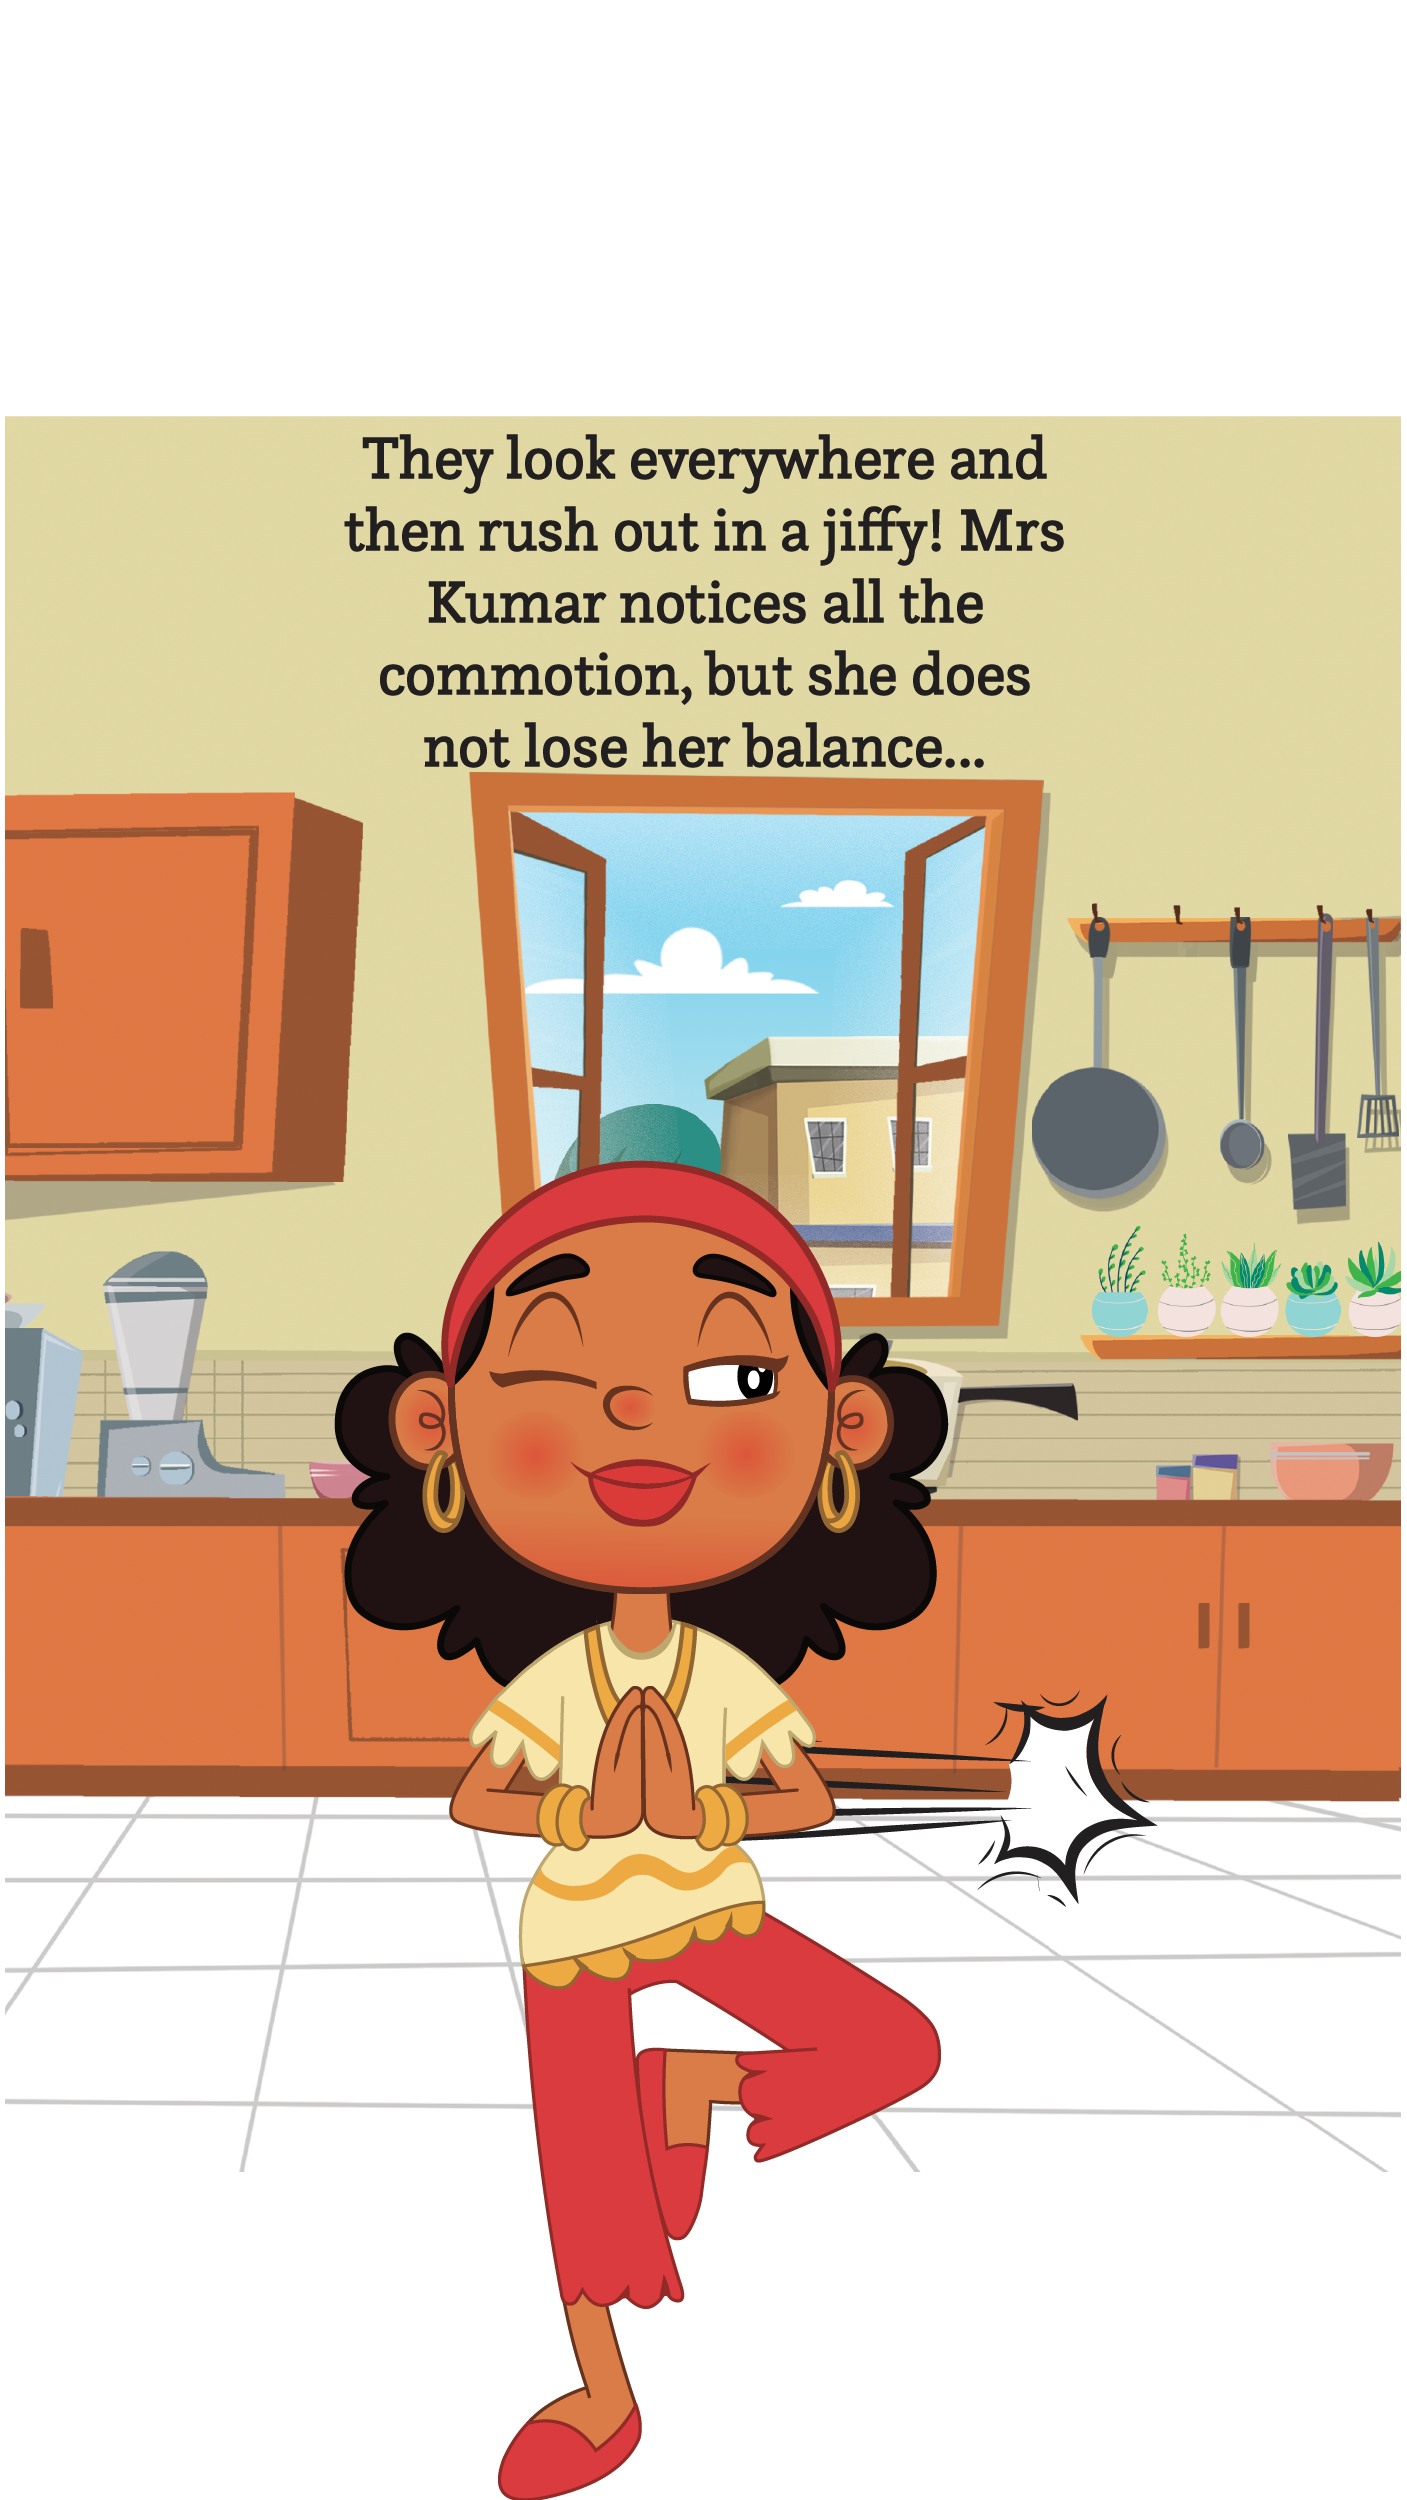 They look everywhere and
then rush out in a jiffy! Mrs
Kumar notices all the
commotion, but she does
not lose her balance...